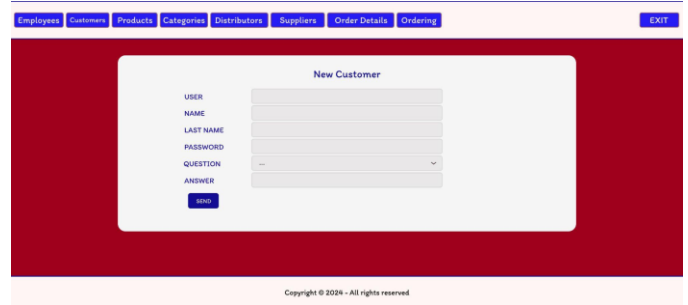 Employees Customers Products Categories Distributors Suppliers Order Details Ordering EXIT
New Customer
USER
NAME
LAST NAME
PASSWORD
QUESTION --
ANSWER
SEND
Copyright © 2024 - All rights reserved